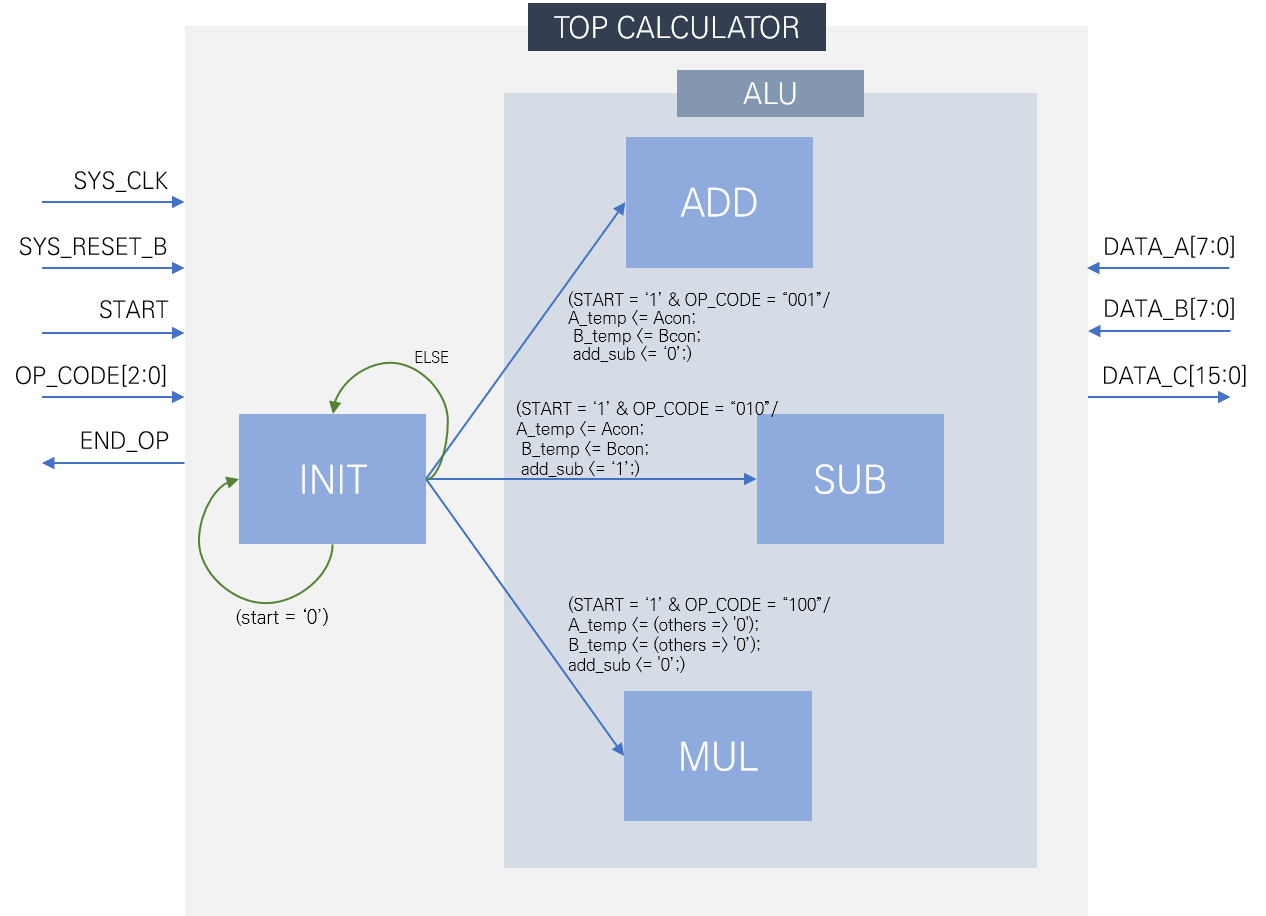 TOP CALCULATOR
ALU
SYS_CLK
SYS_RESET_B
START
OP_CODE[2:0]
END_OP
DATA_A[7:0]
DATA_B[7:0]
DATA_C[15:0]
ADD
(START = ‘1’ & OP_CODE = “001”/
A_temp <= Acon;
B_temp <= Bcon;
add_sub <= ‘0’;)
ELSE
(START = ‘1’ & OP_CODE = “010”/
A_temp <= Acon;
B_temp <= Bcon;
add_sub <= ‘1’;)
INIT
SUB
(start = ‘0’)
(START = ‘1’ & OP_CODE = “100”/
A_temp <= (others => '0');
B_temp <= (others => '0’);
add_sub <= '0’;)
MUL